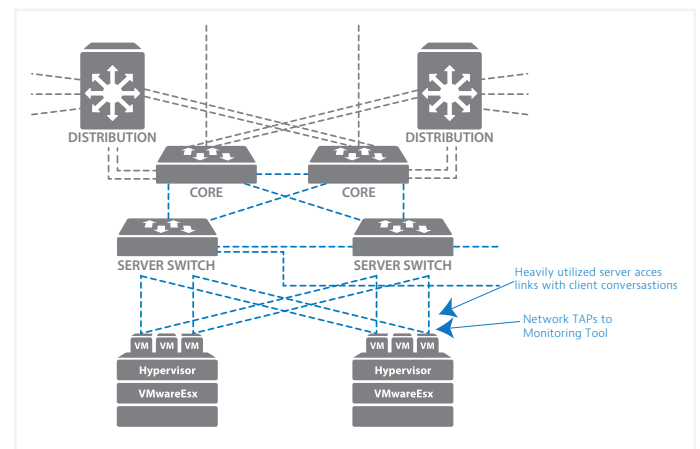 DISTRIBUTION
DISTRIBUTION
CORE
CORE
SERVER SWITCH
SERVER SWITCH
Heavily utilized server acces
links with client conversastions
Network TAPs to
Monitoring Tool
VM VM VM
VM VM VM
Hypervisor
Hypervisor
VMwareEsx
VMwareEsx